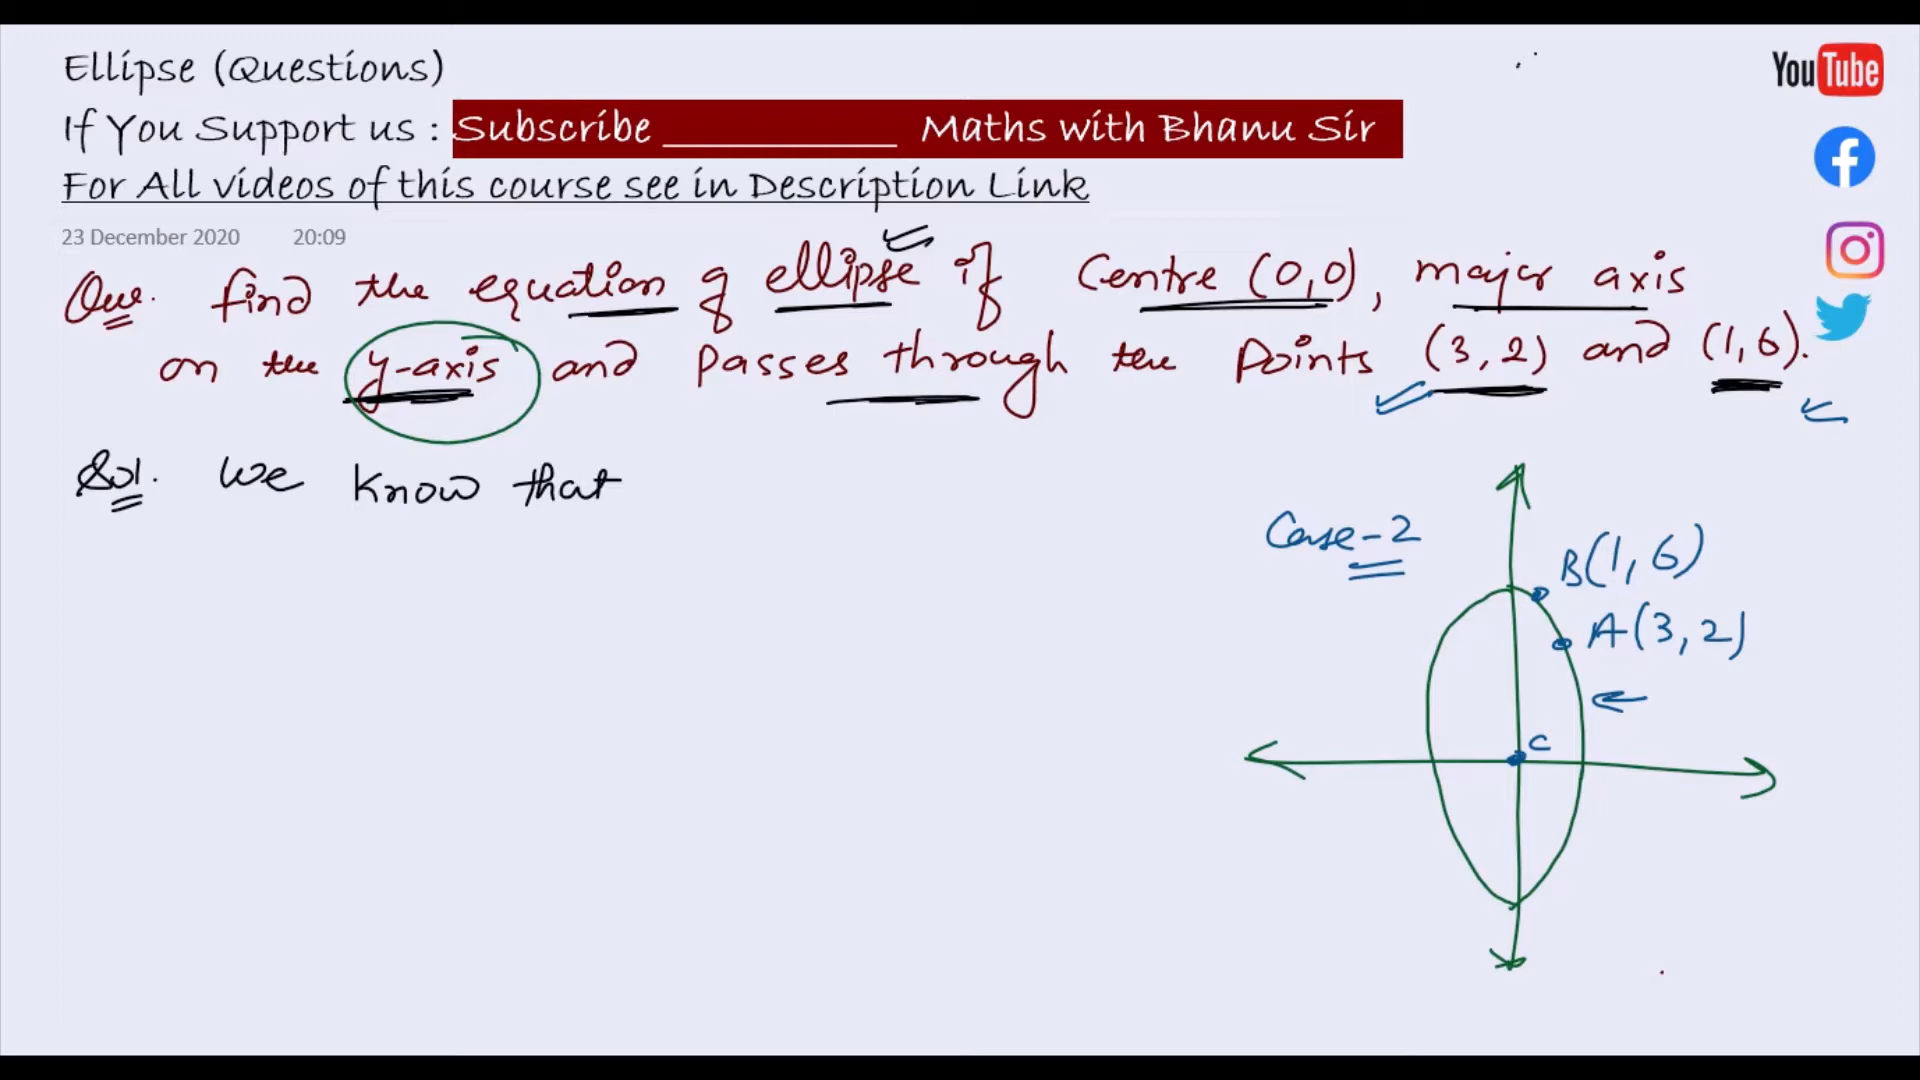 Ellipse (Questions)
If You Support us : Subscribe ____________ Maths with Bhanu Sir
For All videos of this course see in Description Link
23 December 2020 20:09
Que. find the equation of ellipse if Centre (0,0), major axis
on the y-axis and passes through the points (3,2) and (1,6).
Sol. We know that
Case-2
B(1,6)
A(3,2)
C
YouTube